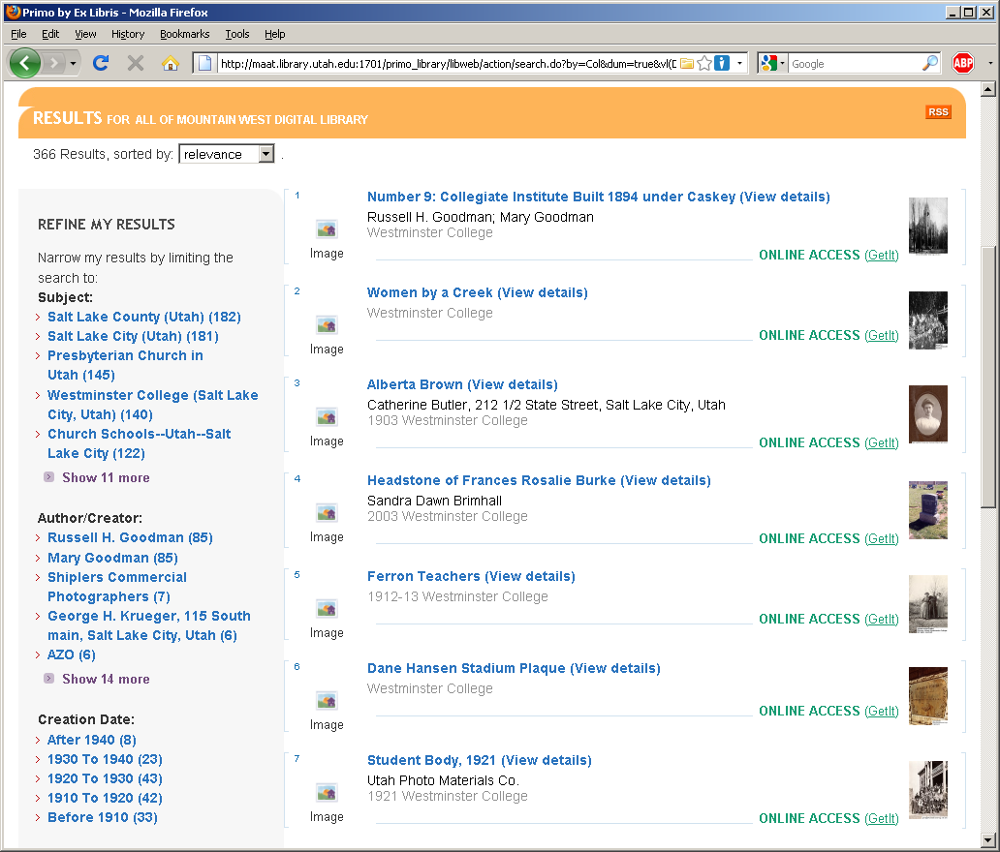 Primo by Ex Libris - Mozilla Firefox
File Edit View History Bookmarks Tools Help
http://maat.library.utah.edu:1701/primo_library/libweb/action/search.do?by=Col&dum=true&vl(D
Google
ABP
RESULTS FOR ALL OF MOUNTAIN WEST DIGITAL LIBRARY
RSS
366 Results, sorted by: relevance .
REFINE MY RESULTS
Narrow my results by limiting the
search to:
Subject:
Salt Lake County (Utah) (182)
Salt Lake City (Utah) (181)
Presbyterian Church in
Utah (145)
Westminster College (Salt Lake
City, Utah) (140)
Church Schools--Utah--Salt
Lake City (122)
Show 11 more
Author/Creator:
Russell H. Goodman (85)
Mary Goodman (85)
Shiplers Commercial
Photographers (7)
George H. Krueger, 115 South
main, Salt Lake City, Utah (6)
AZO (6)
Show 14 more
Creation Date:
After 1940 (8)
1930 To 1940 (23)
1920 To 1930 (43)
1910 To 1920 (42)
Before 1910 (33)
1
Image
Number 9: Collegiate Institute Built 1894 under Caskey (View details)
Russell H. Goodman; Mary Goodman
Westminster College
ONLINE ACCESS (GetIt)
2
Image
Women by a Creek (View details)
Westminster College
ONLINE ACCESS (GetIt)
3
Image
Alberta Brown (View details)
Catherine Butler, 212 1/2 State Street, Salt Lake City, Utah
1903 Westminster College
ONLINE ACCESS (GetIt)
4
Image
Headstone of Frances Rosalie Burke (View details)
Sandra Dawn Brimhall
2003 Westminster College
ONLINE ACCESS (GetIt)
5
Image
Ferron Teachers (View details)
1912-13 Westminster College
ONLINE ACCESS (GetIt)
6
Image
Dane Hansen Stadium Plaque (View details)
Westminster College
ONLINE ACCESS (GetIt)
7
Image
Student Body, 1921 (View details)
Utah Photo Materials Co.
1921 Westminster College
ONLINE ACCESS (GetIt)